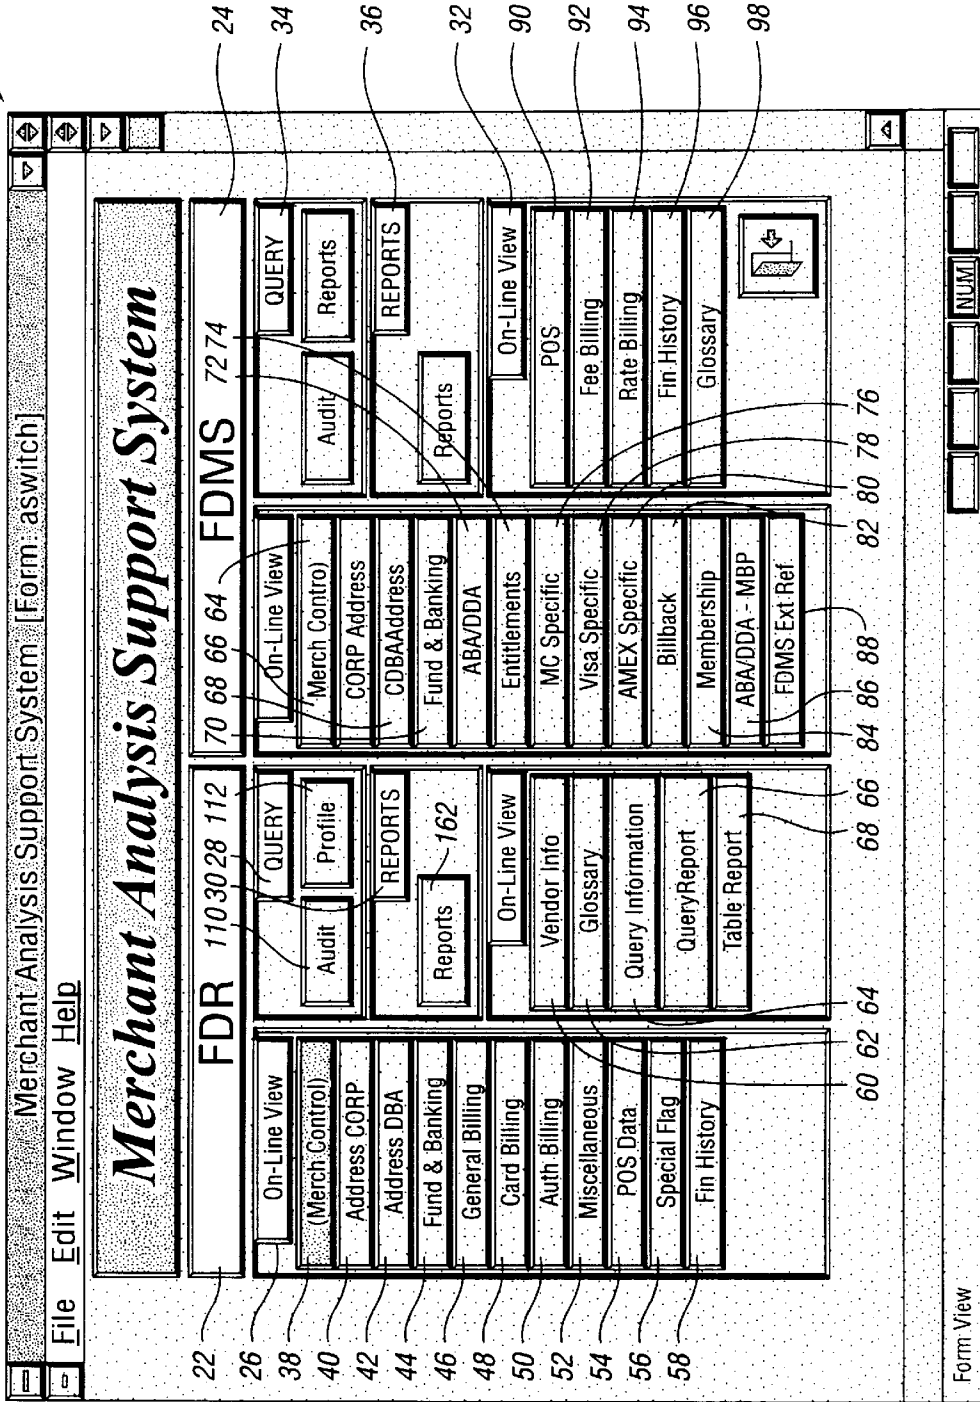 Merchant Analysis Support System [Form: aswitch]
File Edit Window Help
Merchant Analysis Support System
FDR
FDMS
22
26
38
40
42
44
46
48
50
52
54
56
58
On-Line View
(Merch Control)
Address CORP
Address DBA
Fund & Banking
General Billing
Card Billing
Auth Billing
Miscellaneous
POS Data
Special Flag
Fin History
110
30
28
112
QUERY
Audit
Profile
REPORTS
Reports
162
On-Line View
Vendor Info
Glossary
Query Information
QueryReport
Table Report
60
62
64
68
66
70
68
66
64
72
74
On-Line View
Merch Control)
CORP Address
CDBAAddress
Fund & Banking
ABA/DDA
Entitlements
MC Specific
Visa Specific
AMEX Specific
Billback
Membership
ABA/DDA - MBP
FDMS Ext Ref
84
86
88
82
80
78
76
QUERY
Audit
Reports
REPORTS
Reports
On-Line View
POS
Fee Billing
Rate Billing
Fin History
Glossary
24
34
36
32
90
92
94
96
98
Form View
NUM